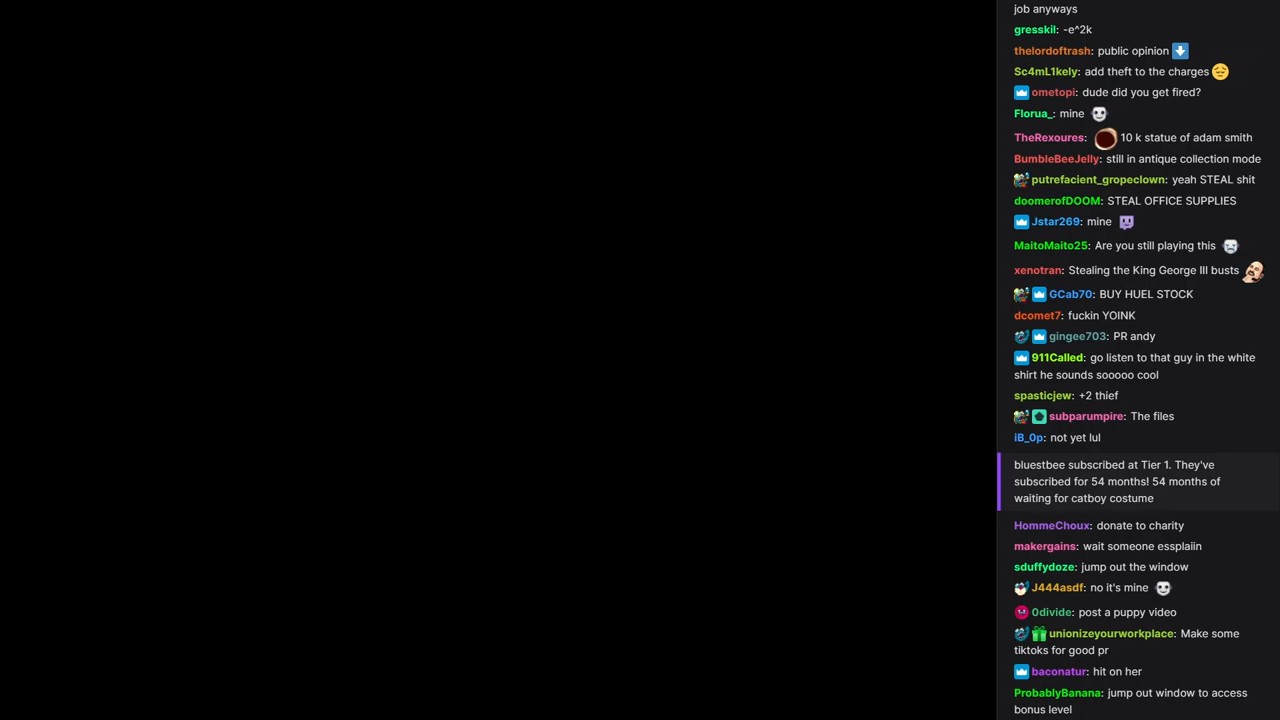 job anyways
gresskil: -e^2k
thelordoftrash: public opinion
Sc4mL1kely: add theft to the charges
ometopi: dude did you get fired?
Florua_: mine
TheRexoures: 10 k statue of adam smith
BumbleBeeJelly: still in antique collection mode
putrefacient_gropeclown: yeah STEAL shit
doomerofDOOM: STEAL OFFICE SUPPLIES
Jstar269: mine
MaitoMaito25: Are you still playing this
xenotran: Stealing the King George III busts
GCab70: BUY HUEL STOCK
dcomet7: fuckin YOINK
gingee703: PR andy
911Called: go listen to that guy in the white
shirt he sounds sooooo cool
spasticjew: +2 thief
subparumpire: The files
iB_0p: not yet lul
bluestbee subscribed at Tier 1. They've
subscribed for 54 months! 54 months of
waiting for catboy costume
HommeChoux: donate to charity
makergains: wait someone essplaiin
sduffydoze: jump out the window
J444asdf: no it's mine
0divide: post a puppy video
unionizeyourworkplace: Make some
tiktoks for good pr
baconatur: hit on her
ProbablyBanana: jump out window to access
bonus level